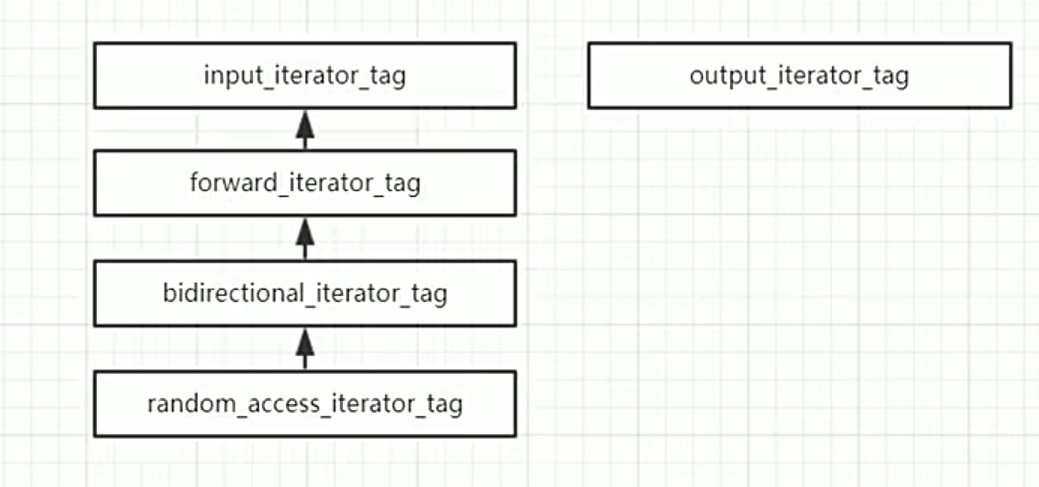 input_iterator_tag
output_iterator_tag
forward_iterator_tag
bidirectional_iterator_tag
random_access_iterator_tag